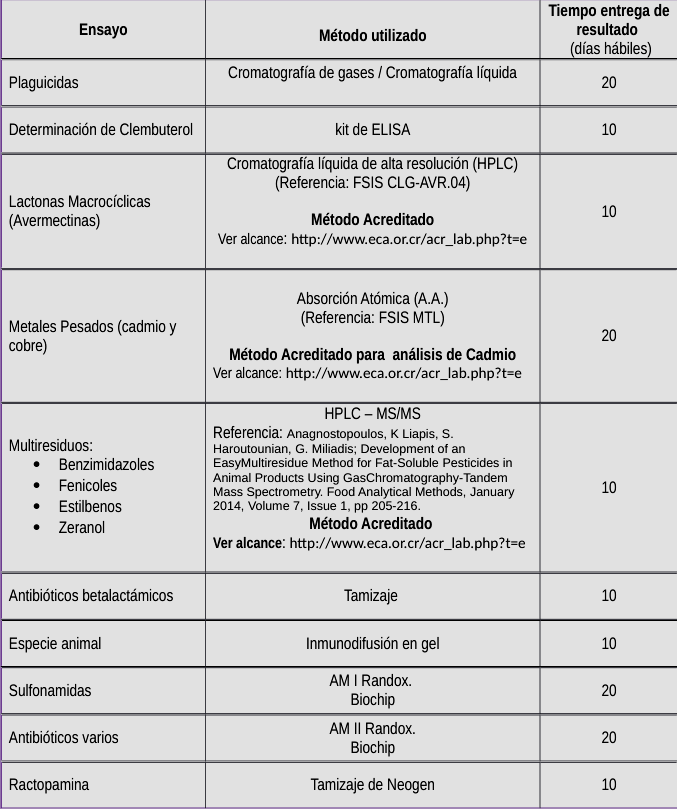 Ensayo
Método utilizado
Tiempo entrega de
resultado
(días hábiles)
Plaguicidas
Cromatografía de gases / Cromatografía líquida
20
Determinación de Clembuterol
kit de ELISA
10
Lactonas Macrocíclicas
(Avermectinas)
Cromatografía líquida de alta resolución (HPLC)
(Referencia: FSIS CLG-AVR.04)
Método Acreditado
Ver alcance: http://www.eca.or.cr/acr_lab.php?t=e
10
Metales Pesados (cadmio y
cobre)
Absorción Atómica (A.A.)
(Referencia: FSIS MTL)
Método Acreditado para análisis de Cadmio
Ver alcance: http://www.eca.or.cr/acr_lab.php?t=e
20
Multiresiduos:
• Benzimidazoles
• Fenicoles
• Estilbenos
• Zeranol
HPLC – MS/MS
Referencia: Anagnostopoulos, K Liapis, S.
Haroutounian, G. Miliadis; Development of an
EasyMultiresidue Method for Fat-Soluble Pesticides in
Animal Products Using GasChromatography-Tandem
Mass Spectrometry. Food Analytical Methods, January
2014, Volume 7, Issue 1, pp 205-216.
Método Acreditado
Ver alcance: http://www.eca.or.cr/acr_lab.php?t=e
10
Antibióticos betalactámicos
Tamizaje
10
Especie animal
Inmunodifusión en gel
10
Sulfonamidas
AM I Randox.
Biochip
20
Antibióticos varios
AM II Randox.
Biochip
20
Ractopamina
Tamizaje de Neogen
10